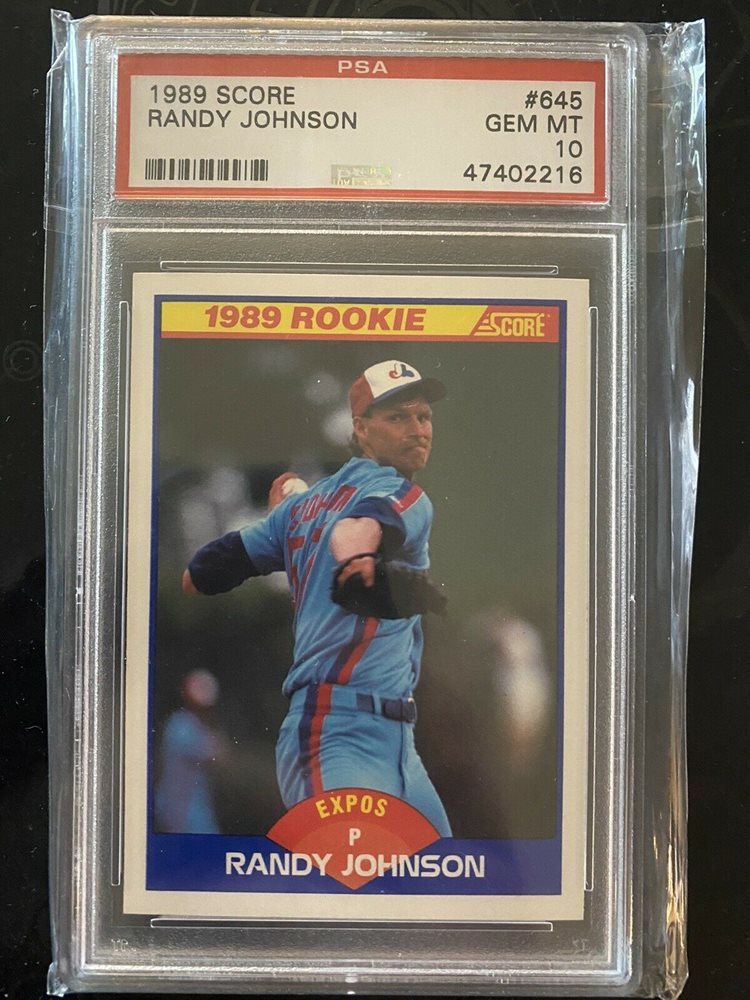 PSA
1989 SCORE #645
RANDY JOHNSON GEM MT
10
47402216
1989 ROOKIE SCORE
EXPOS
P
RANDY JOHNSON